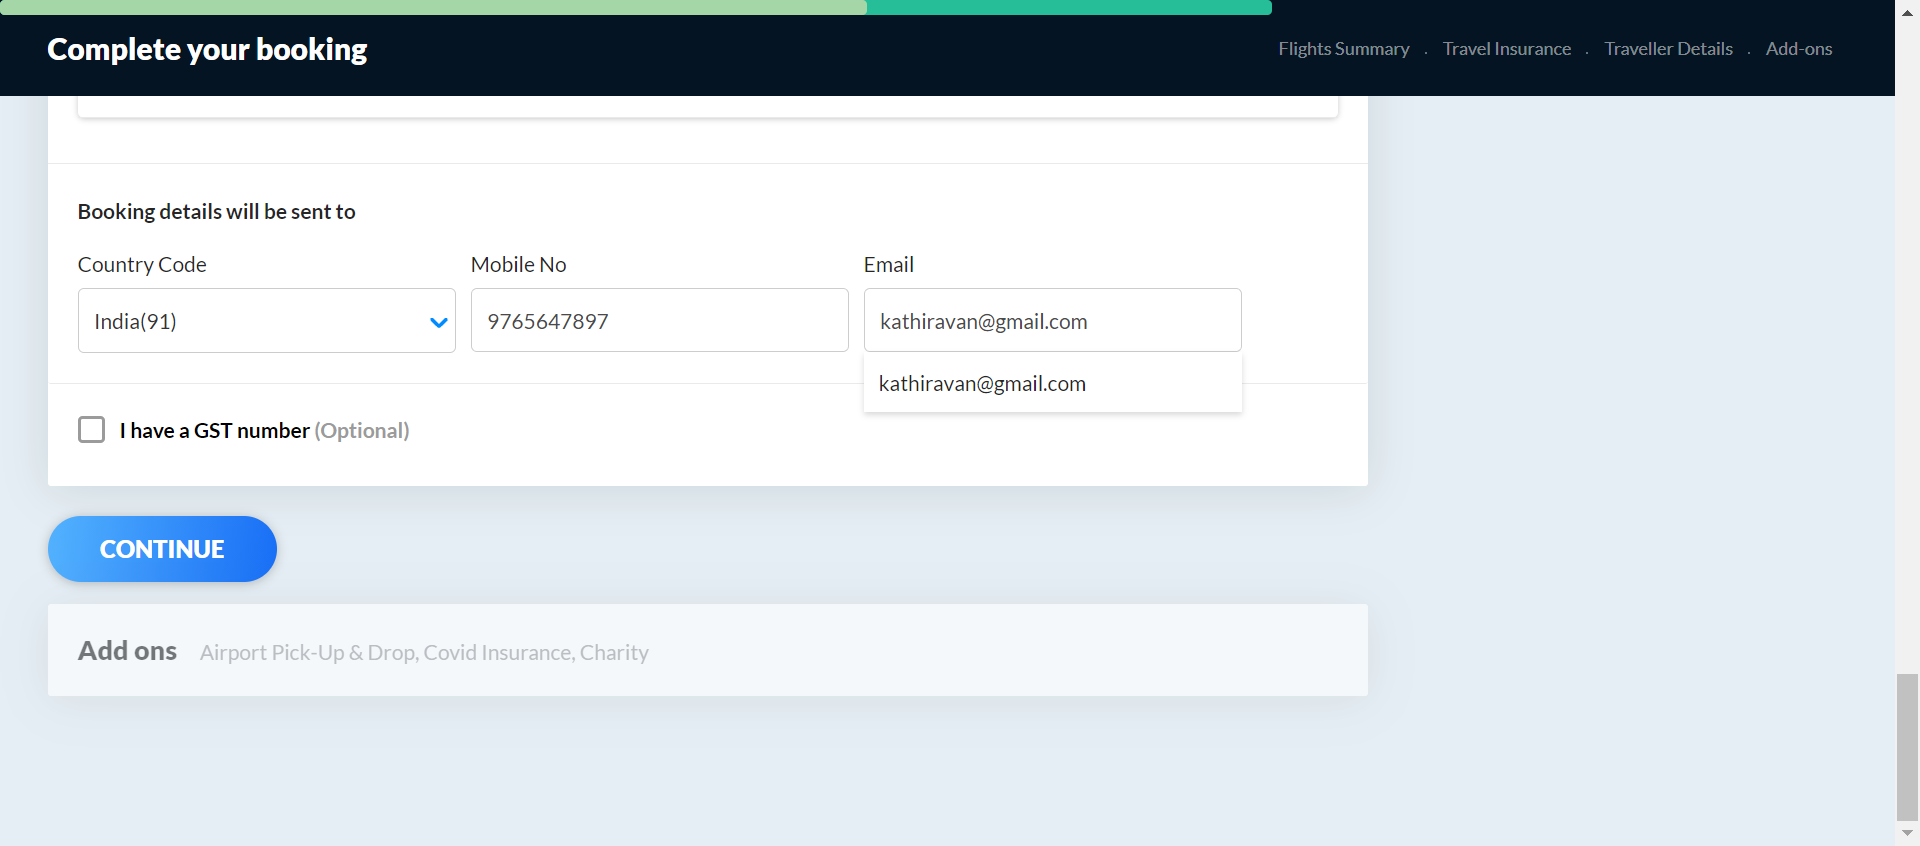 Complete your booking
Flights Summary . Travel Insurance . Traveller Details . Add-ons
Booking details will be sent to
Country Code
Mobile No
Email
India(91)
9765647897
kathiravan@gmail.com
kathiravan@gmail.com
I have a GST number (Optional)
CONTINUE
Add ons Airport Pick-Up & Drop, Covid Insurance, Charity